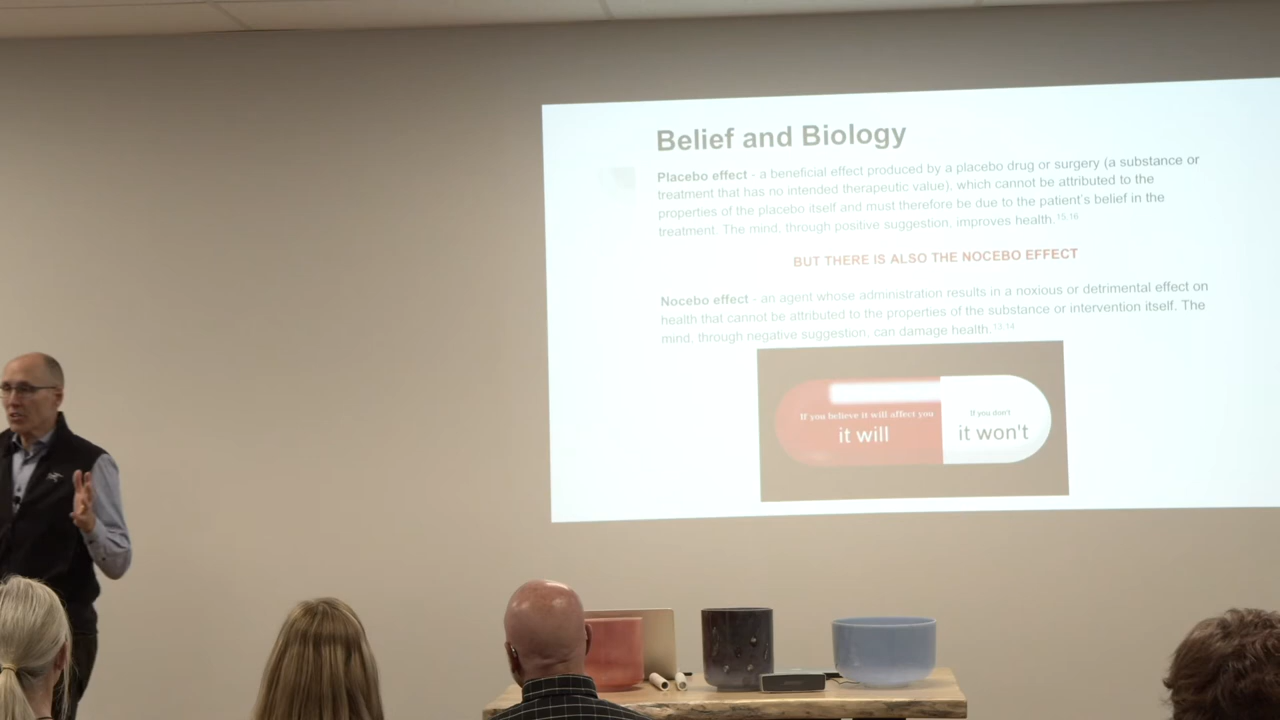 Belief and Biology
Placebo effect - a beneficial effect produced by a placebo drug or surgery (a substance or
treatment that has no intended therapeutic value), which cannot be attributed to the
properties of the placebo itself and must therefore be due to the patient's belief in the
treatment. The mind, through positive suggestion, improves health.15,16
BUT THERE IS ALSO THE NOCEBO EFFECT
Nocebo effect - an agent whose administration results in a noxious or detrimental effect on
health that cannot be attributed to the properties of the substance or intervention itself. The
mind, through negative suggestion, can damage health.13,14
If you believe it will affect you
it will
If you don't
it won't